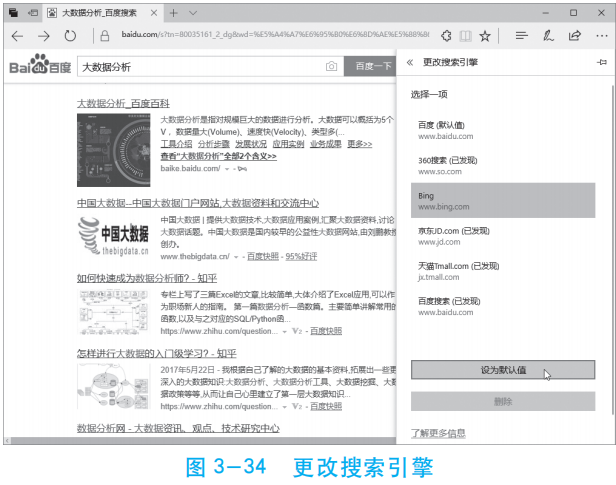 大数据分析_百度搜索
baidu.com/s?tn=80035161_2_dg&wd=%E5%A4%A7%E6%95%B0%E6%8D%AE%E5%88%8
Bai百度
大数据分析
百度一下
大数据分析_百度百科
大数据分析是指对规模巨大的数据进行分析。大数据可以概括为5个
V，数据量大(Volume)、速度快(Velocity)、类型多(...
工具介绍 分析步骤 发展状况 应用实例 业务成果 更多>>
查看“大数据分析”全部2个含义>>
baike.baidu.com/
中国大数据--中国大数据门户网站,大数据资料和交流中心
中国大数据
thebigdata.cn
中国大数据 | 提供大数据技术,大数据应用案例,汇聚大数据资料,讨论
大数据话题。中国大数据是国内较早的公益性大数据网站,由刘鹏教授
创办。
www.thebigdata.cn/ - 百度快照 - 95%好评
如何快速成为数据分析师? - 知乎
专栏上写了三篇Excel的文章,比较简单,大体介绍了Excel应用,可以作
为职场新人的指南。 第一篇数据分析—函数篇。主要简单讲解常用的
函数,以及与之对应的SQL/Python函...
https://www.zhihu.com/question... V2 - 百度快照
怎样进行大数据的入门级学习? - 知乎
2017年5月22日 - 我根据自己了解的大数据的基本资料,拓展出一些更
深入的大数据知识:大数据分析、大数据分析工具、大数据挖掘、大数
据政策等等,从而让自己心里建立了第一层大数据知识...
https://www.zhihu.com/question... V2 - 百度快照
数据分析网 - 大数据资讯、观点、技术研究中心
更改搜索引擎
选择一项
百度 (默认值)
www.baidu.com
360搜索 (已发现)
www.so.com
Bing
www.bing.com
京东JD.com (已发现)
www.jd.com
天猫Tmall.com (已发现)
jx.tmall.com
百度搜索 (已发现)
www.baidu.com
设为默认值
删除
了解更多信息
图 3-34 更改搜索引擎